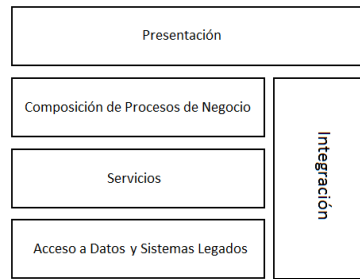 Presentación
Composición de Procesos de Negocio
Servicios
Acceso a Datos y Sistemas Legados
Integración